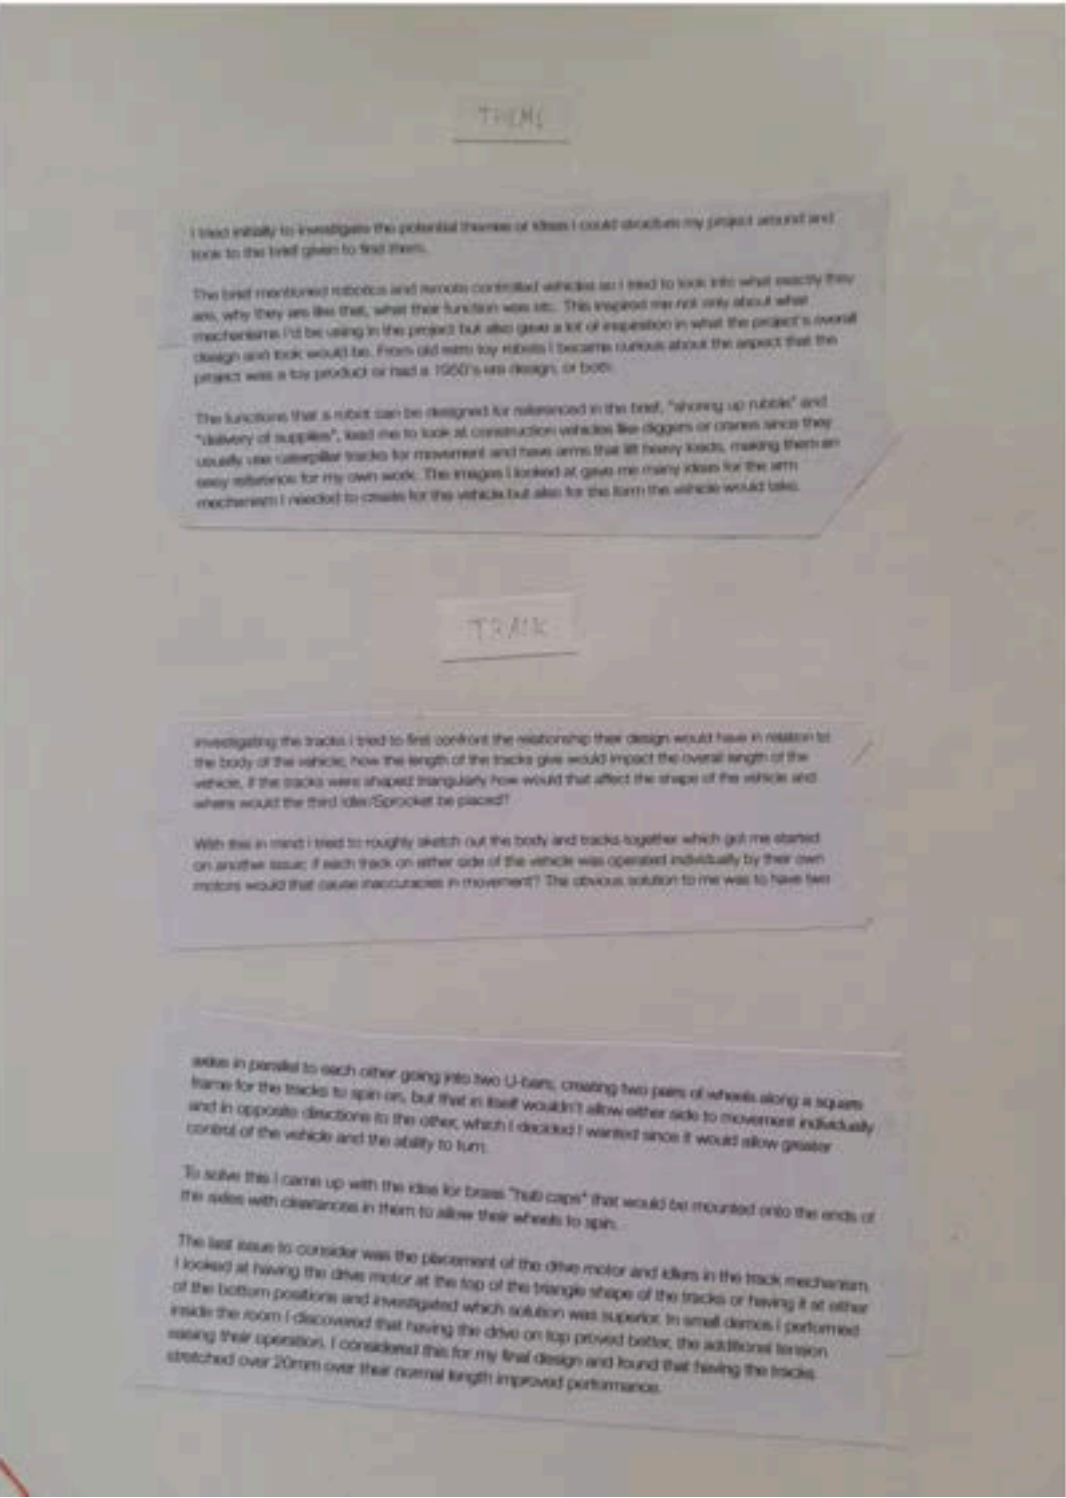 THEME
I tried initially to investigate the potential themes or ideas I could structure my project around and
look to the brief given to find them.
The brief mentioned robotics and remote controlled vehicles so I tried to look into what exactly they
are, why they are like that, what their function was etc. This inspired me not only about what
mechanisms I'd be using in the project but also gave a lot of inspiration in what the project's overall
design and look would be. From old retro toy robots I became curious about the aspect that the
project was a toy product or had a 1950's era design, or both.
The functions that a robot can be designed for referenced in the brief, "shoring up rubble" and
"delivery of supplies", lead me to look at construction vehicles like diggers or cranes since they
usually use caterpillar tracks for movement and have arms that lift heavy loads, making them an
easy reference for my own work. The images I looked at gave me many ideas for the arm
mechanism I needed to create for the vehicle but also for the form the vehicle would take.
TRACK
investigating the tracks I tried to first confront the relationship their design would have in relation to
the body of the vehicle; how the length of the tracks give would impact the overall length of the
vehicle, if the tracks were shaped triangularly how would that affect the shape of the vehicle and
where would the third idler/Sprocket be placed?
With this in mind I tried to roughly sketch out the body and tracks together which got me started
on another issue; if each track on either side of the vehicle was operated individually by their own
motors would that cause inaccuracies in movement? The obvious solution to me was to have two
axles in parallel to each other going into two U-bars, creating two pairs of wheels along a square
frame for the tracks to spin on, but that in itself wouldn't allow either side to movement individually
and in opposite directions to the other, which I decided I wanted since it would allow greater
control of the vehicle and the ability to turn.
To solve this I came up with the idea for brass "hub caps" that would be mounted onto the ends of
the axles with clearances in them to allow their wheels to spin.
The last issue to consider was the placement of the drive motor and idlers in the track mechanism.
I looked at having the drive motor at the top of the triangle shape of the tracks or having it at either
of the bottom positions and investigated which solution was superior. In small demos I performed
inside the room I discovered that having the drive on top proved better, the additional tension
easing their operation. I considered this for my final design and found that having the tracks
stretched over 20mm over their normal length improved performance.